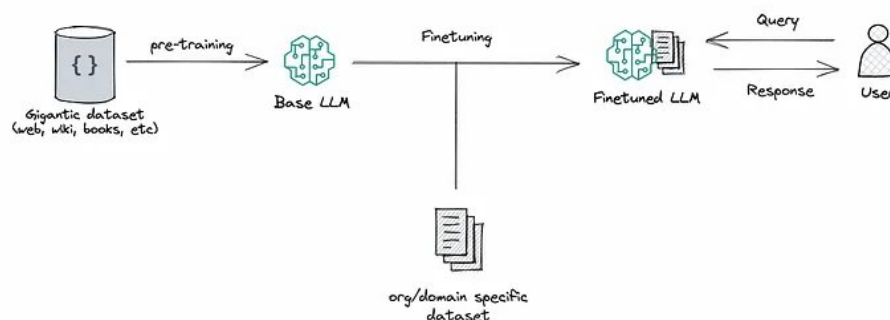 Query
pre-training
Finetuning
{}
Base LLM
Finetuned LLM
Response
User
Gigantic dataset
(web, wiki, books, etc)
org/domain specific
dataset